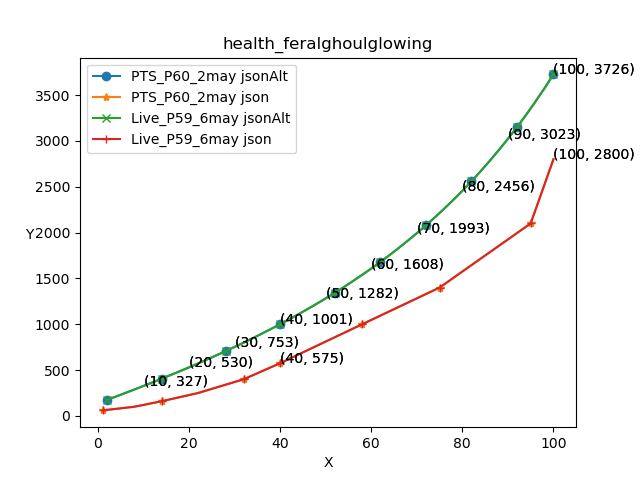 health_feralghoulglowing
PTS_P60_2may jsonAlt
PTS_P60_2may json
Live_P59_6may jsonAlt
Live_P59_6may json
(100, 3726)
(90, 3023)
(100, 2800)
(80, 2456)
(70, 1993)
(60, 1608)
(50, 1282)
(40, 1001)
(30, 753)
(40, 575)
(20, 530)
(10, 327)
3500
3000
2500
2000
1500
1000
500
0
Y
0 20 40 60 80 100
X